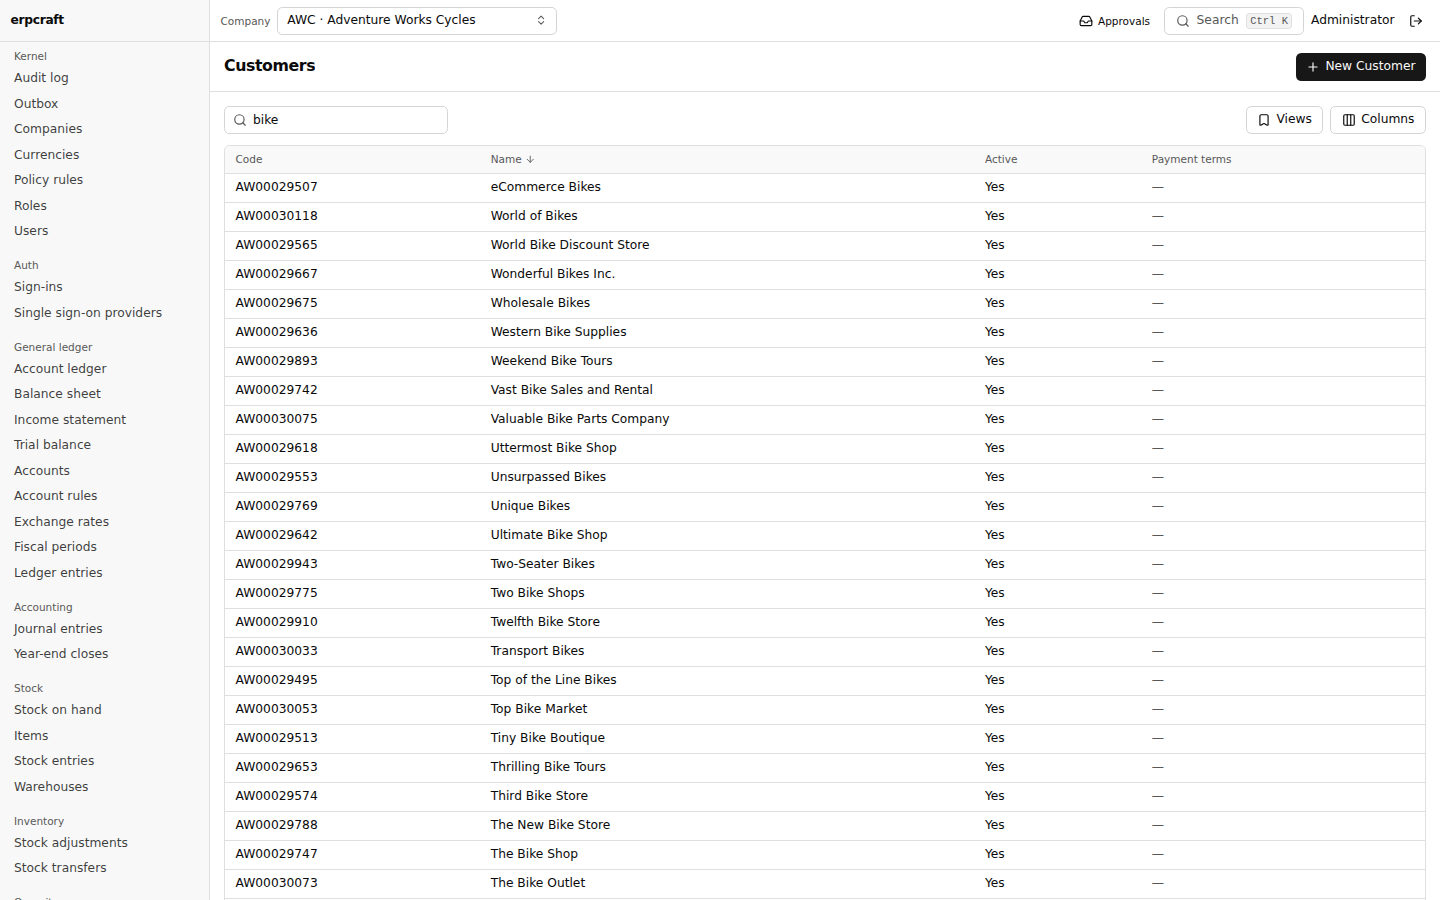 erpcraft
Company
AWC · Adventure Works Cycles
Approvals
Search Ctrl K
Administrator
Kernel
Audit log
Outbox
Companies
Currencies
Policy rules
Roles
Users
Auth
Sign-ins
Single sign-on providers
General ledger
Account ledger
Balance sheet
Income statement
Trial balance
Accounts
Account rules
Exchange rates
Fiscal periods
Ledger entries
Accounting
Journal entries
Year-end closes
Stock
Stock on hand
Items
Stock entries
Warehouses
Inventory
Stock adjustments
Stock transfers
Customers
New Customer
bike
Views
Columns
Code Name Active Payment terms
AW00029507 eCommerce Bikes Yes —
AW00030118 World of Bikes Yes —
AW00029565 World Bike Discount Store Yes —
AW00029667 Wonderful Bikes Inc. Yes —
AW00029675 Wholesale Bikes Yes —
AW00029636 Western Bike Supplies Yes —
AW00029893 Weekend Bike Tours Yes —
AW00029742 Vast Bike Sales and Rental Yes —
AW00030075 Valuable Bike Parts Company Yes —
AW00029618 Uttermost Bike Shop Yes —
AW00029553 Unsurpassed Bikes Yes —
AW00029769 Unique Bikes Yes —
AW00029642 Ultimate Bike Shop Yes —
AW00029943 Two-Seater Bikes Yes —
AW00029775 Two Bike Shops Yes —
AW00029910 Twelfth Bike Store Yes —
AW00030033 Transport Bikes Yes —
AW00029495 Top of the Line Bikes Yes —
AW00030053 Top Bike Market Yes —
AW00029513 Tiny Bike Boutique Yes —
AW00029653 Thrilling Bike Tours Yes —
AW00029574 Third Bike Store Yes —
AW00029788 The New Bike Store Yes —
AW00029747 The Bike Shop Yes —
AW00030073 The Bike Outlet Yes —